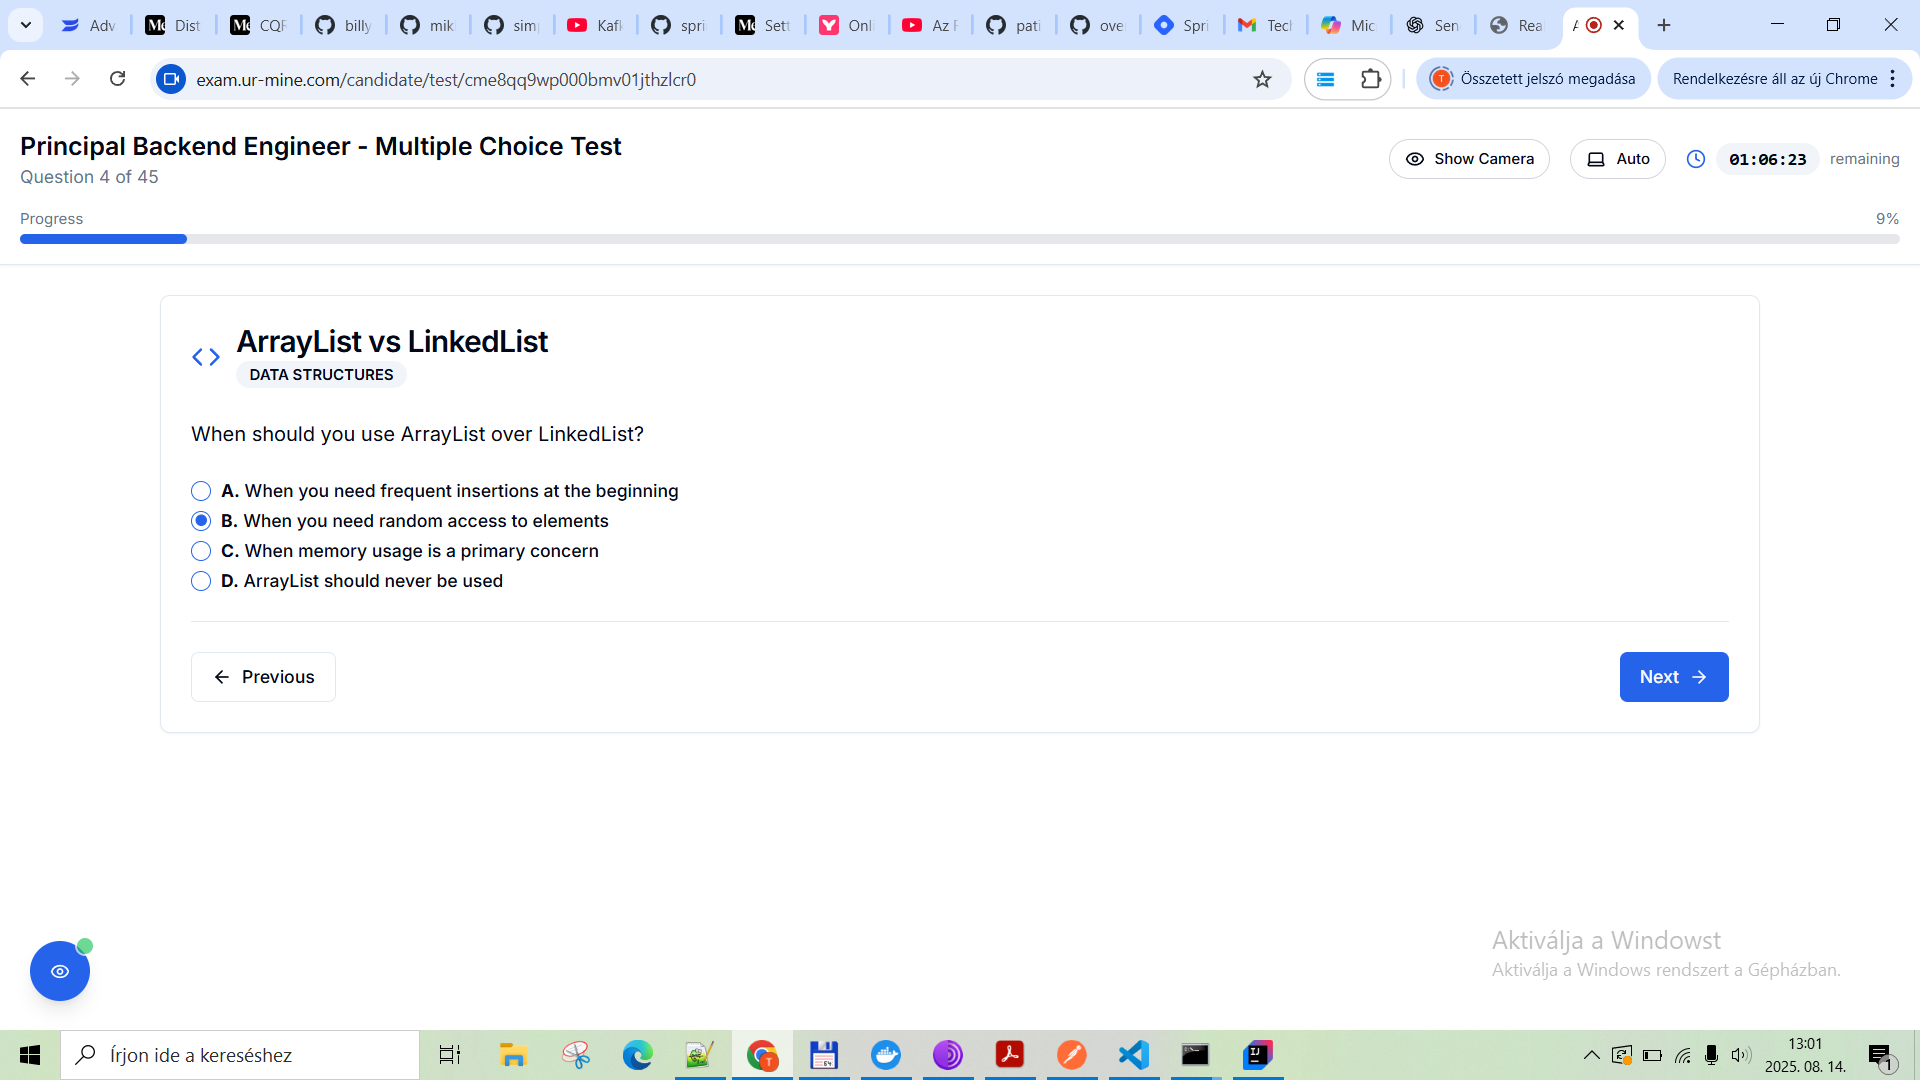 Adv
Dist
CQR
billy
mik
sim
Kafk
spri
Sett
Onli
Az F
pati
ove
Spri
Tech
Mic
Sen
Rea
exam.ur-mine.com/candidate/test/cme8qq9wp000bmv01jthzlcr0
Összetett jelszó megadása
Rendelkezésre áll az új Chrome
Principal Backend Engineer - Multiple Choice Test
Question 4 of 45
Show Camera
Auto
01:06:23 remaining
Progress
9%
ArrayList vs LinkedList
DATA STRUCTURES
When should you use ArrayList over LinkedList?
A. When you need frequent insertions at the beginning
B. When you need random access to elements
C. When memory usage is a primary concern
D. ArrayList should never be used
Previous
Next
Aktiválja a Windowst
Aktiválja a Windows rendszert a Gépházban.
Írjon ide a kereséshez
13:01
2025. 08. 14.
1